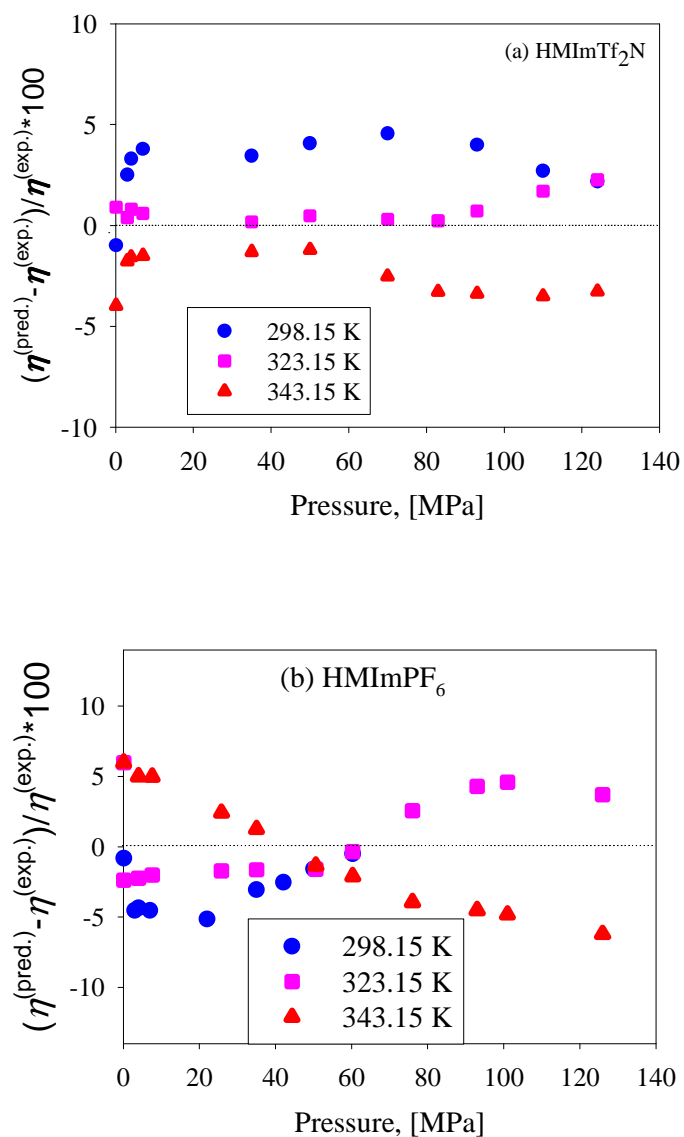 (a) HMImTf₂N
(η(pred.)-η(exp.))/η(exp.)*100
10
5
0
-5
-10
298.15 K
323.15 K
343.15 K
0 20 40 60 80 100 120 140
Pressure, [MPa]
(b) HMImPF₆
(η(pred.)-η(exp.))/η(exp.)*100
10
5
0
-5
-10
298.15 K
323.15 K
343.15 K
0 20 40 60 80 100 120 140
Pressure, [MPa]